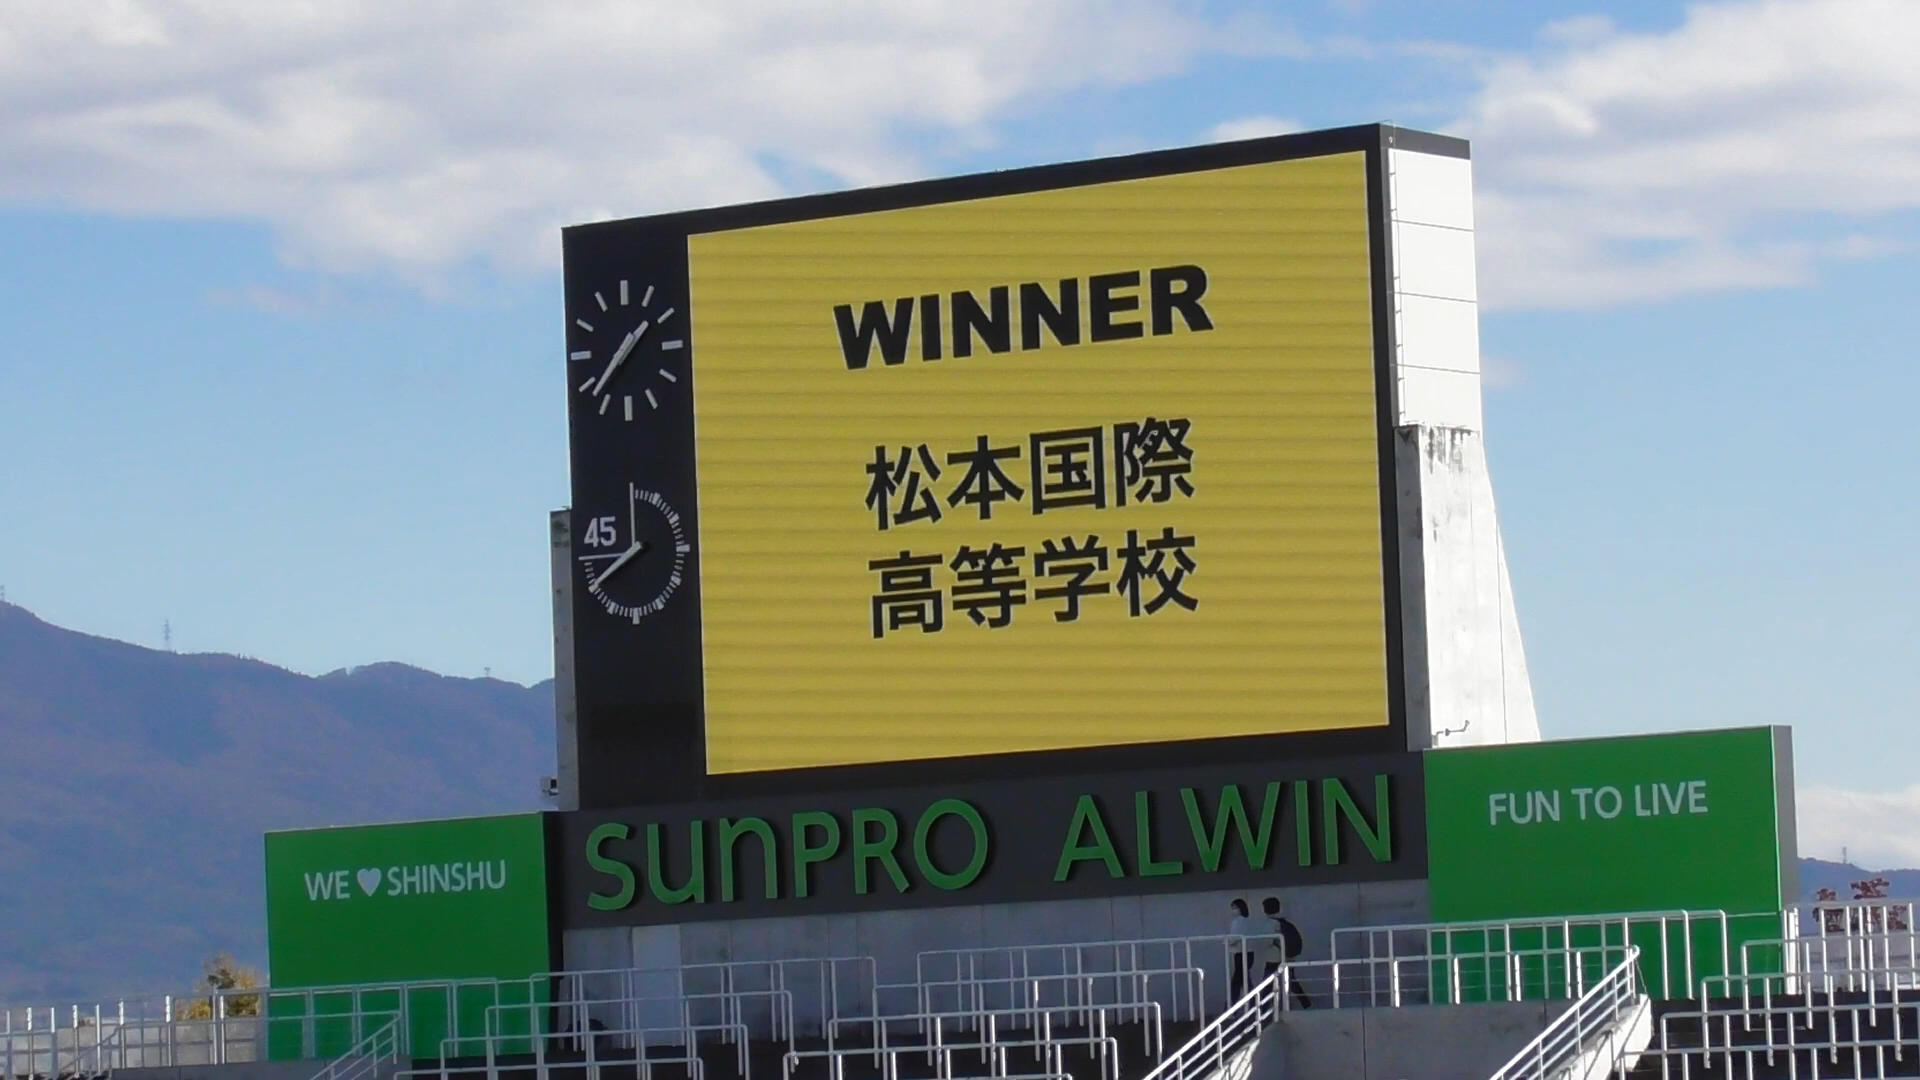 WINNER
松本国際
高等学校
45
SUNPRO ALWIN
WE♥SHINSHU
FUN TO LIVE